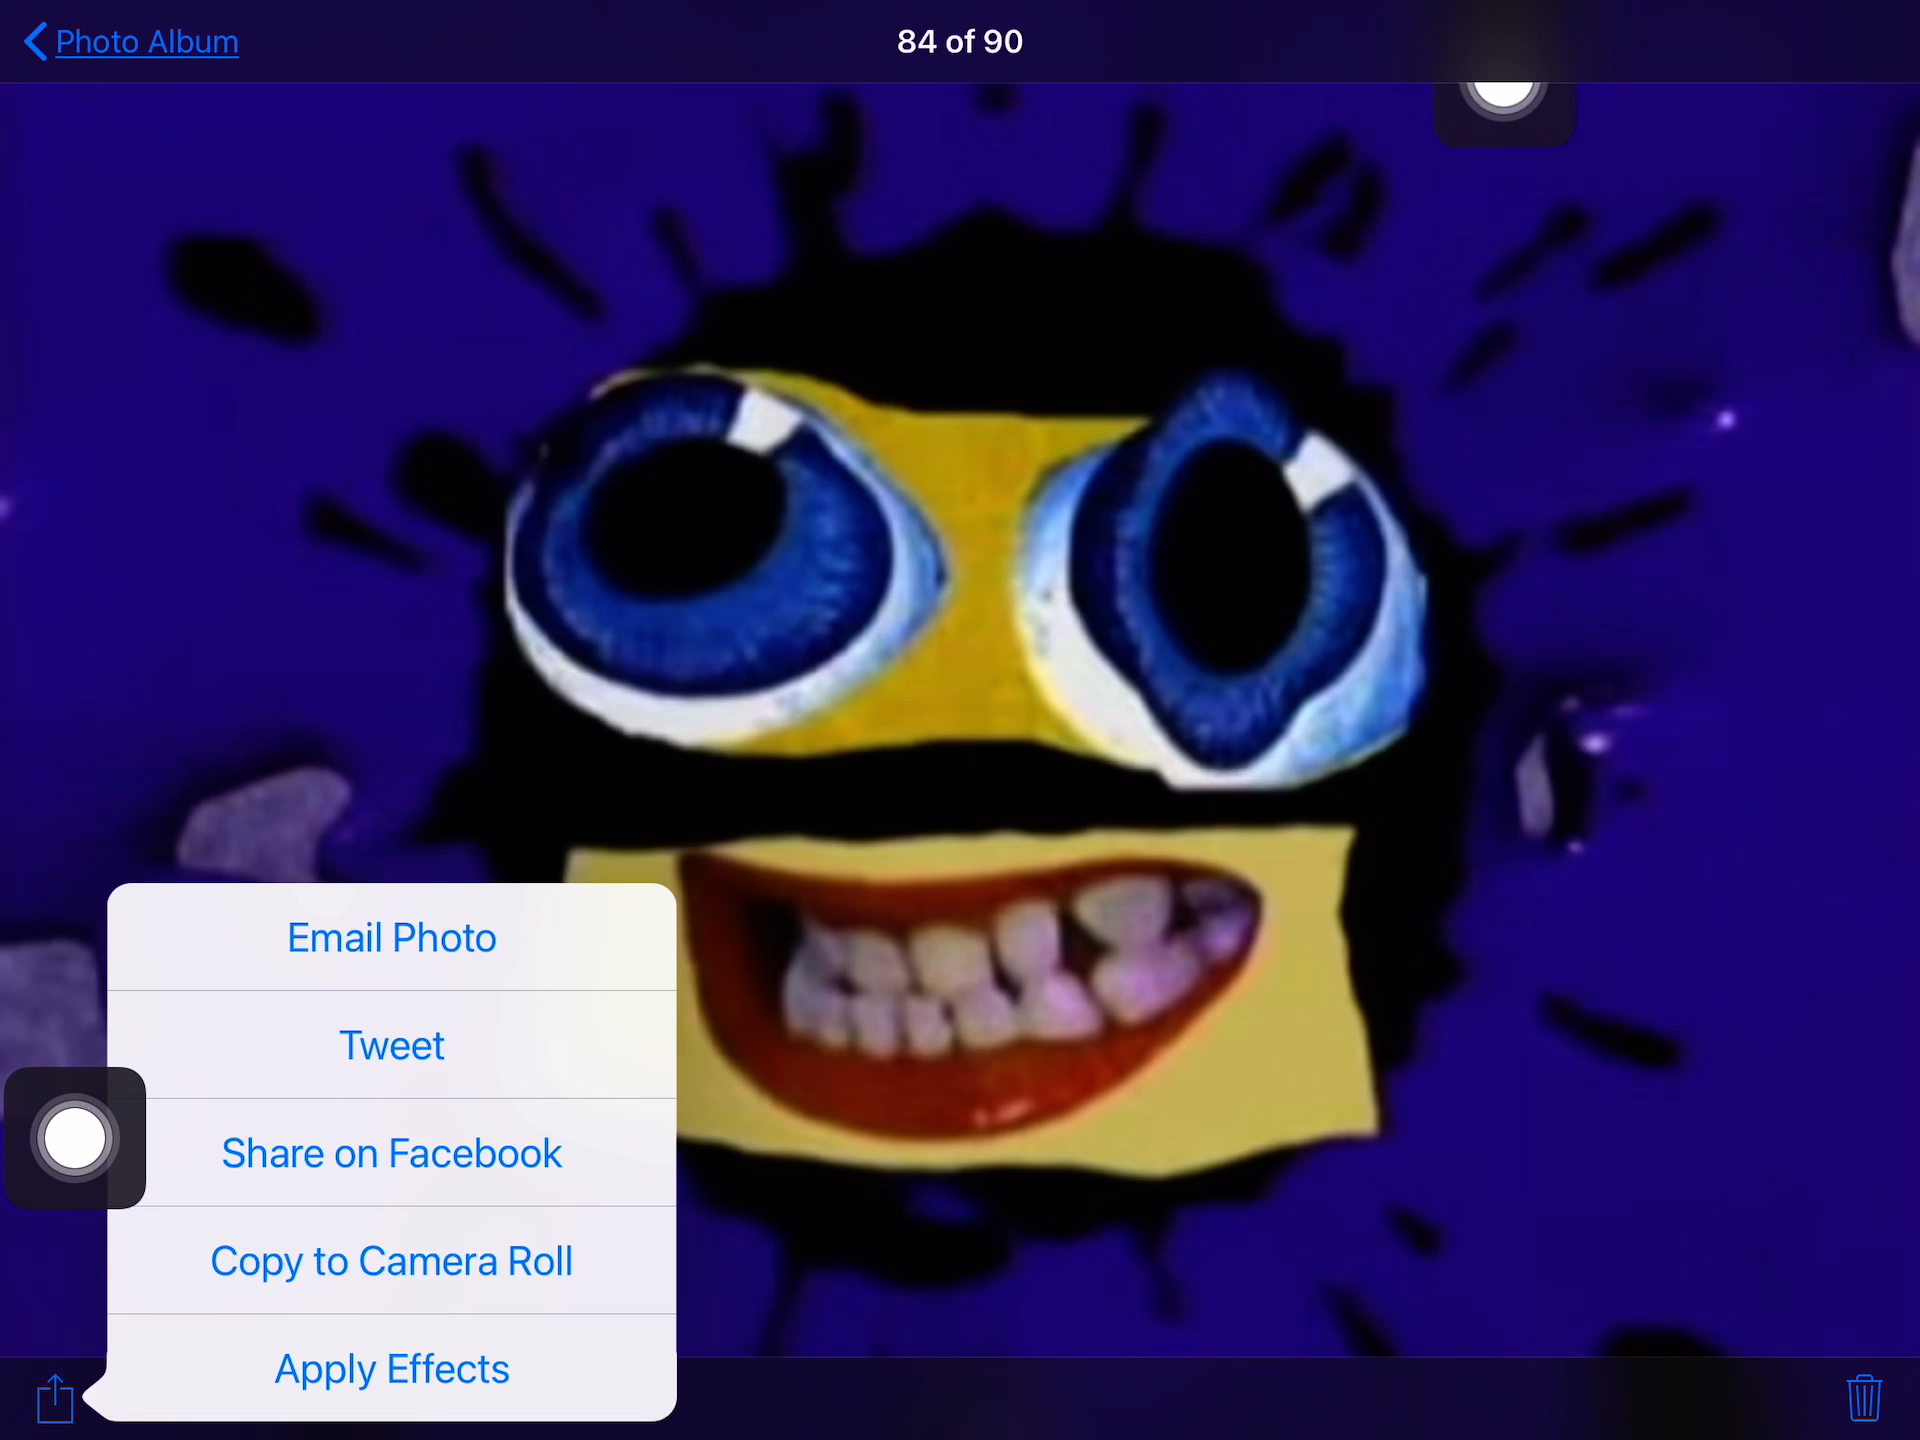 Photo Album
84 of 90
Email Photo
Tweet
Share on Facebook
Copy to Camera Roll
Apply Effects